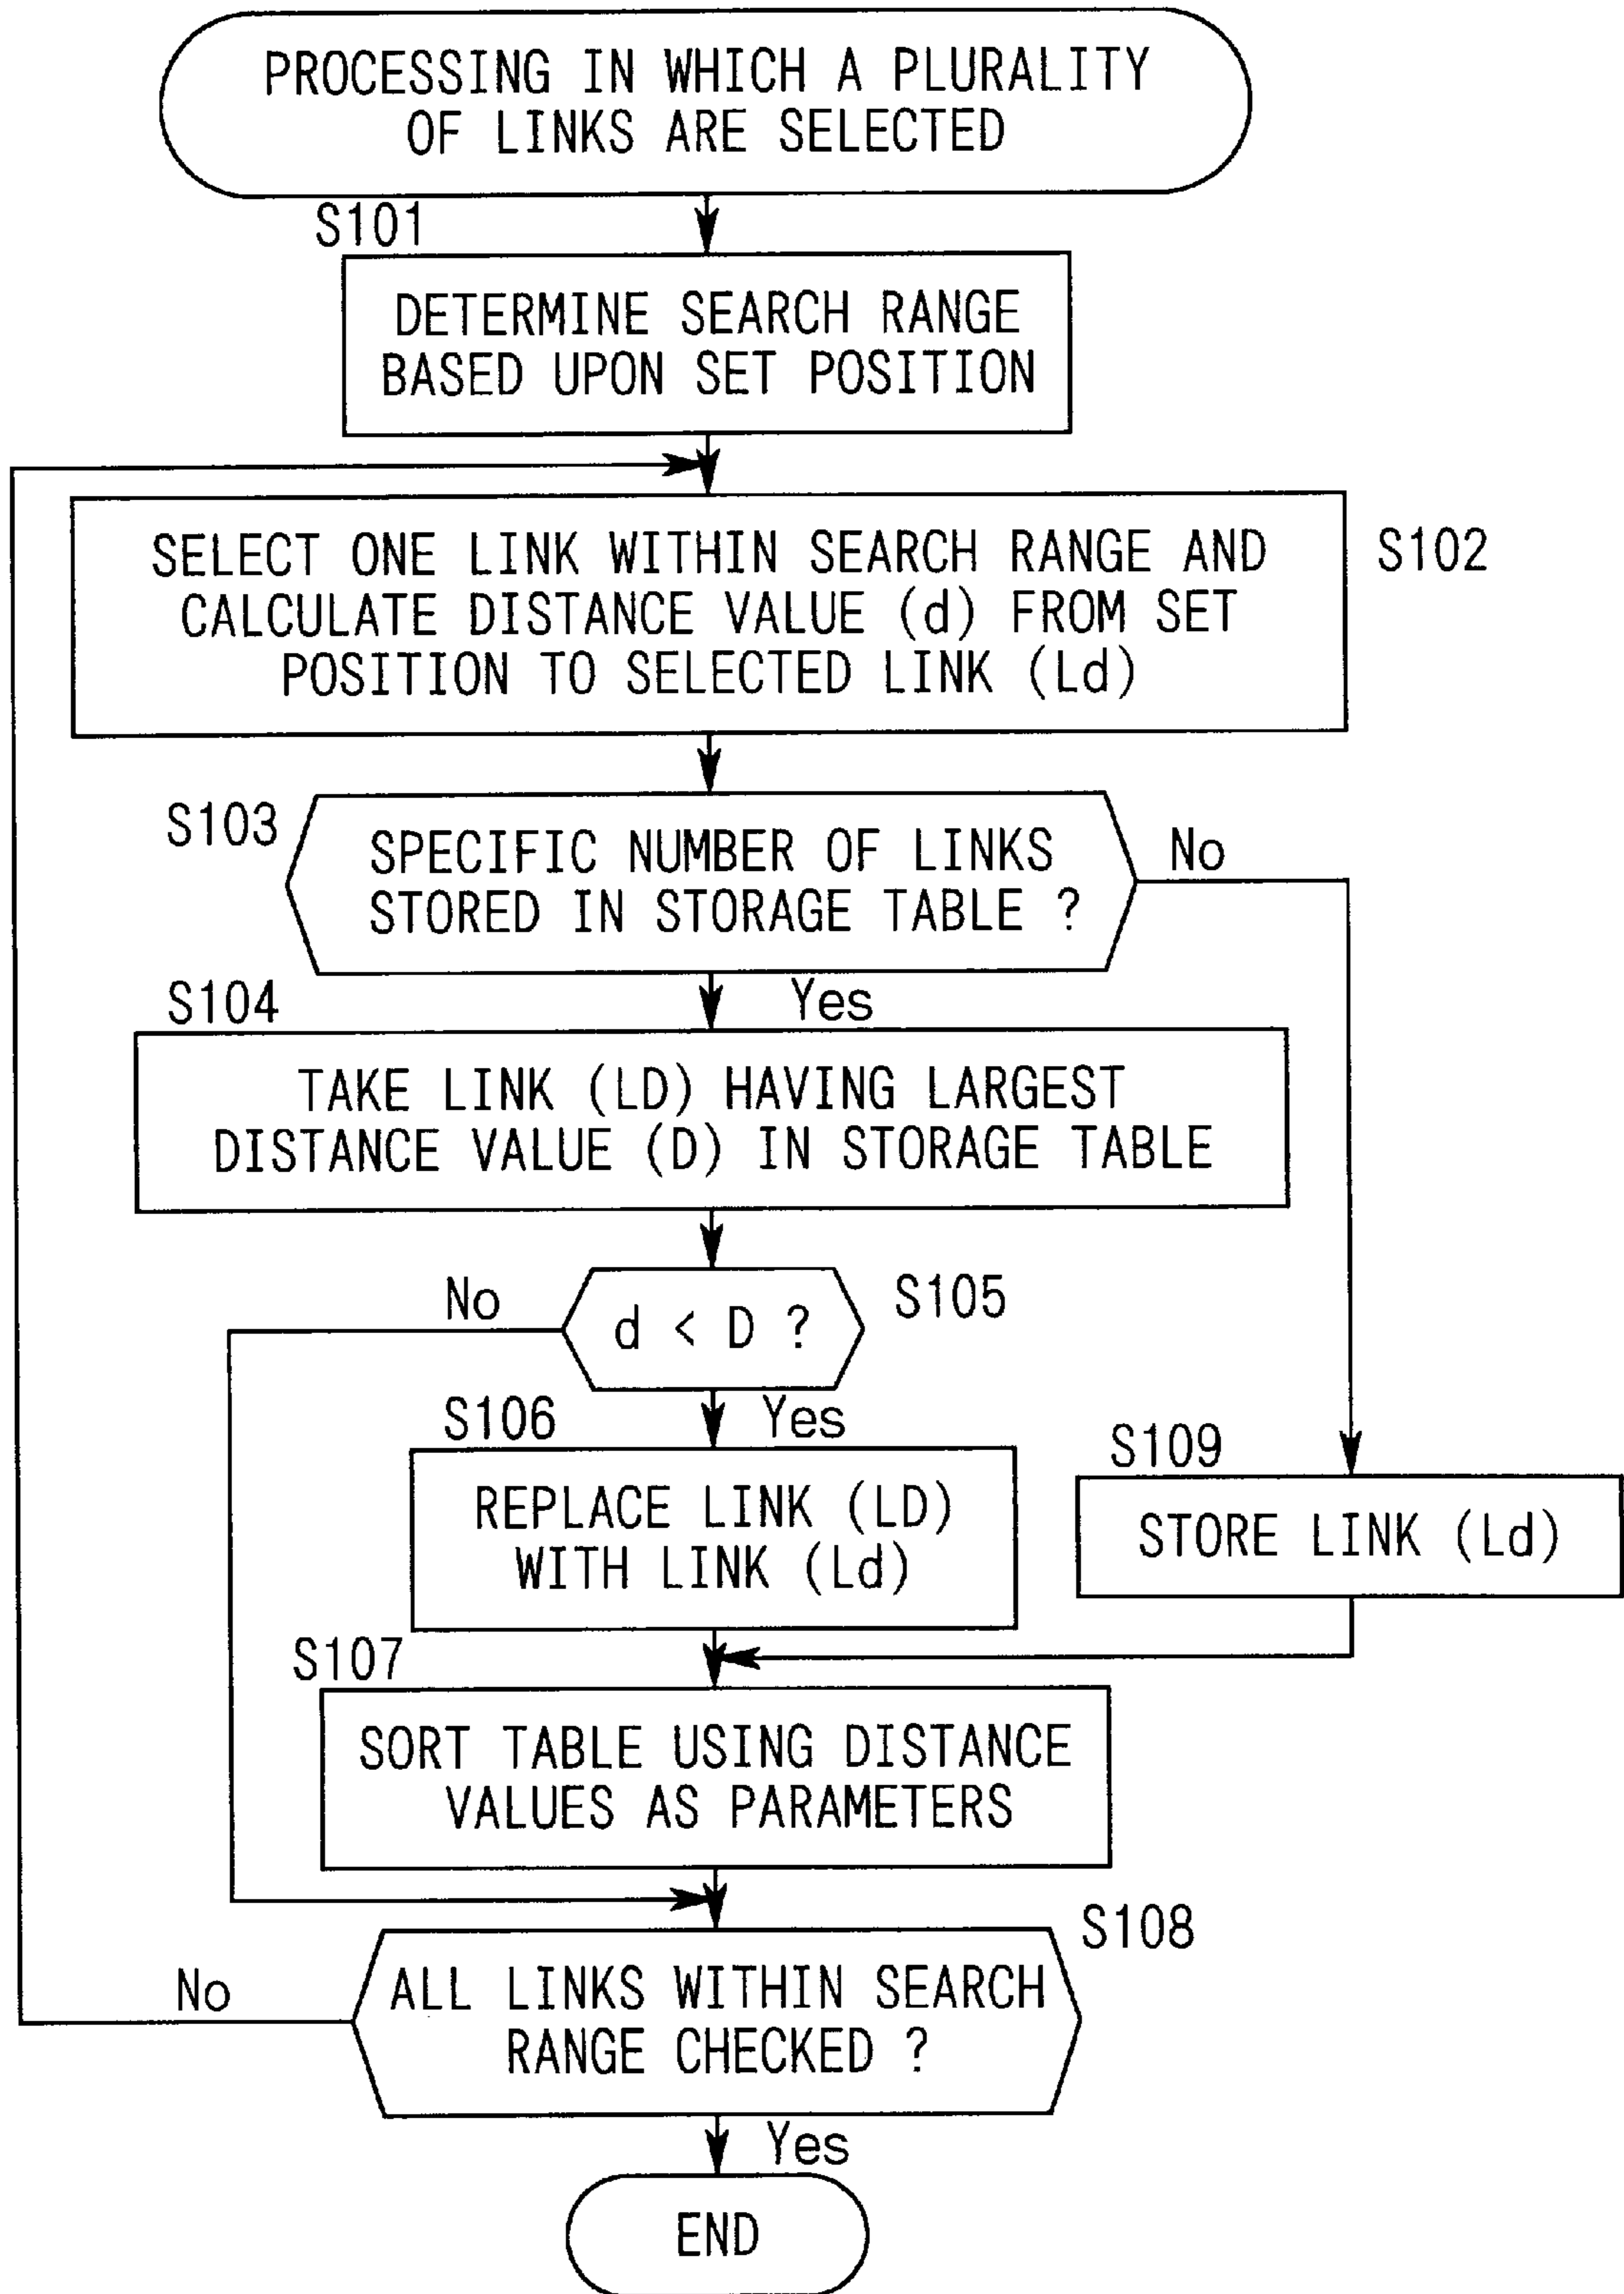 PROCESSING IN WHICH A PLURALITY
OF LINKS ARE SELECTED
S101
DETERMINE SEARCH RANGE
BASED UPON SET POSITION
SELECT ONE LINK WITHIN SEARCH RANGE AND
CALCULATE DISTANCE VALUE (d) FROM SET
POSITION TO SELECTED LINK (Ld)
S102
S103
SPECIFIC NUMBER OF LINKS
STORED IN STORAGE TABLE ?
No
Yes
S104
TAKE LINK (LD) HAVING LARGEST
DISTANCE VALUE (D) IN STORAGE TABLE
No
d < D ?
S105
Yes
S106
REPLACE LINK (LD)
WITH LINK (Ld)
S109
STORE LINK (Ld)
S107
SORT TABLE USING DISTANCE
VALUES AS PARAMETERS
S108
No
ALL LINKS WITHIN SEARCH
RANGE CHECKED ?
Yes
END